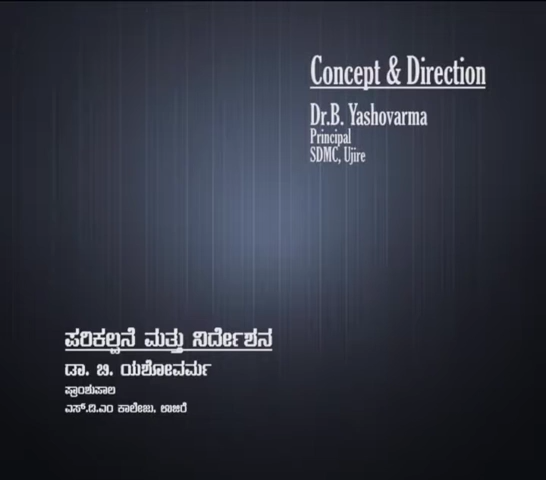 Concept & Direction
Dr.B. Yashovarma
Principal
SDMC, Ujire
ಪರಿಕಲ್ಪನೆ ಮತ್ತು ನಿರ್ದೇಶನ
ಡಾ. ಬಿ. ಯಶೋವರ್ಮ
ಪ್ರಾಂಶುಪಾಲ
ಎಸ್.ಡಿ.ಎಂ ಕಾಲೇಜು, ಉಜಿರೆ